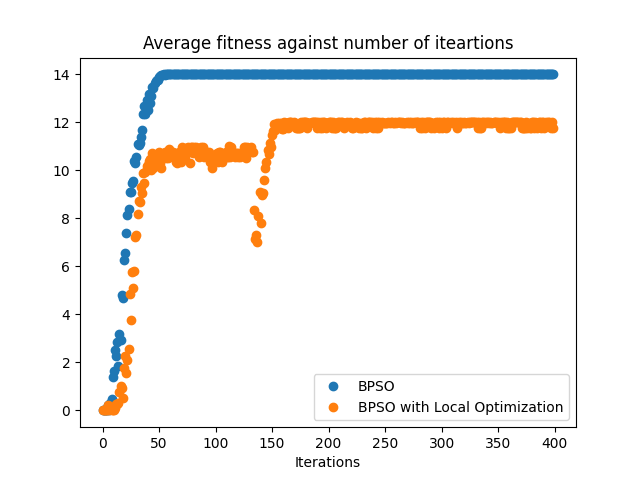 Average fitness against number of iteartions
14
12
10
8
6
4
2
0
0 50 100 150 200 250 300 350 400
Iterations
BPSO
BPSO with Local Optimization